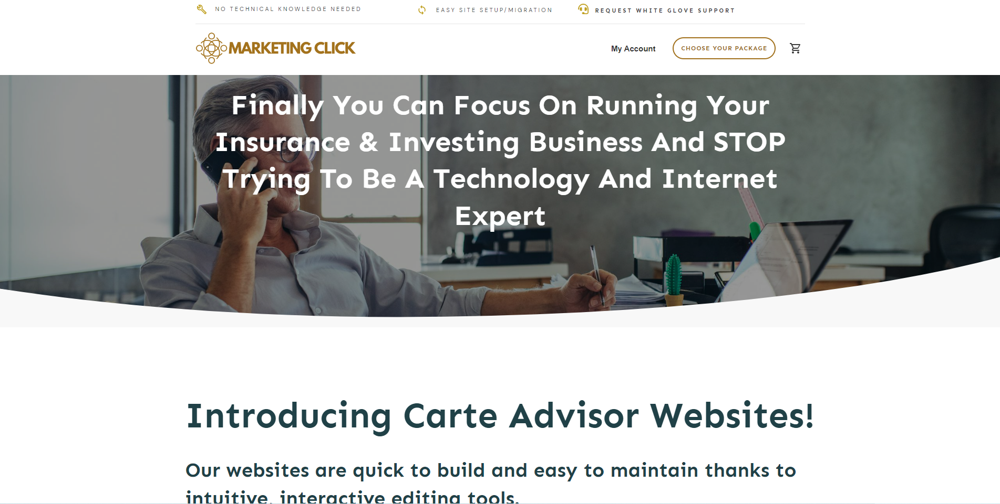 NO TECHNICAL KNOWLEDGE NEEDED
EASY SITE SETUP/MIGRATION
REQUEST WHITE GLOVE SUPPORT
MARKETING CLICK
My Account
CHOOSE YOUR PACKAGE
Finally You Can Focus On Running Your
Insurance & Investing Business And STOP
Trying To Be A Technology And Internet
Expert
Introducing Carte Advisor Websites!
Our websites are quick to build and easy to maintain thanks to
intuitive, interactive editing tools.